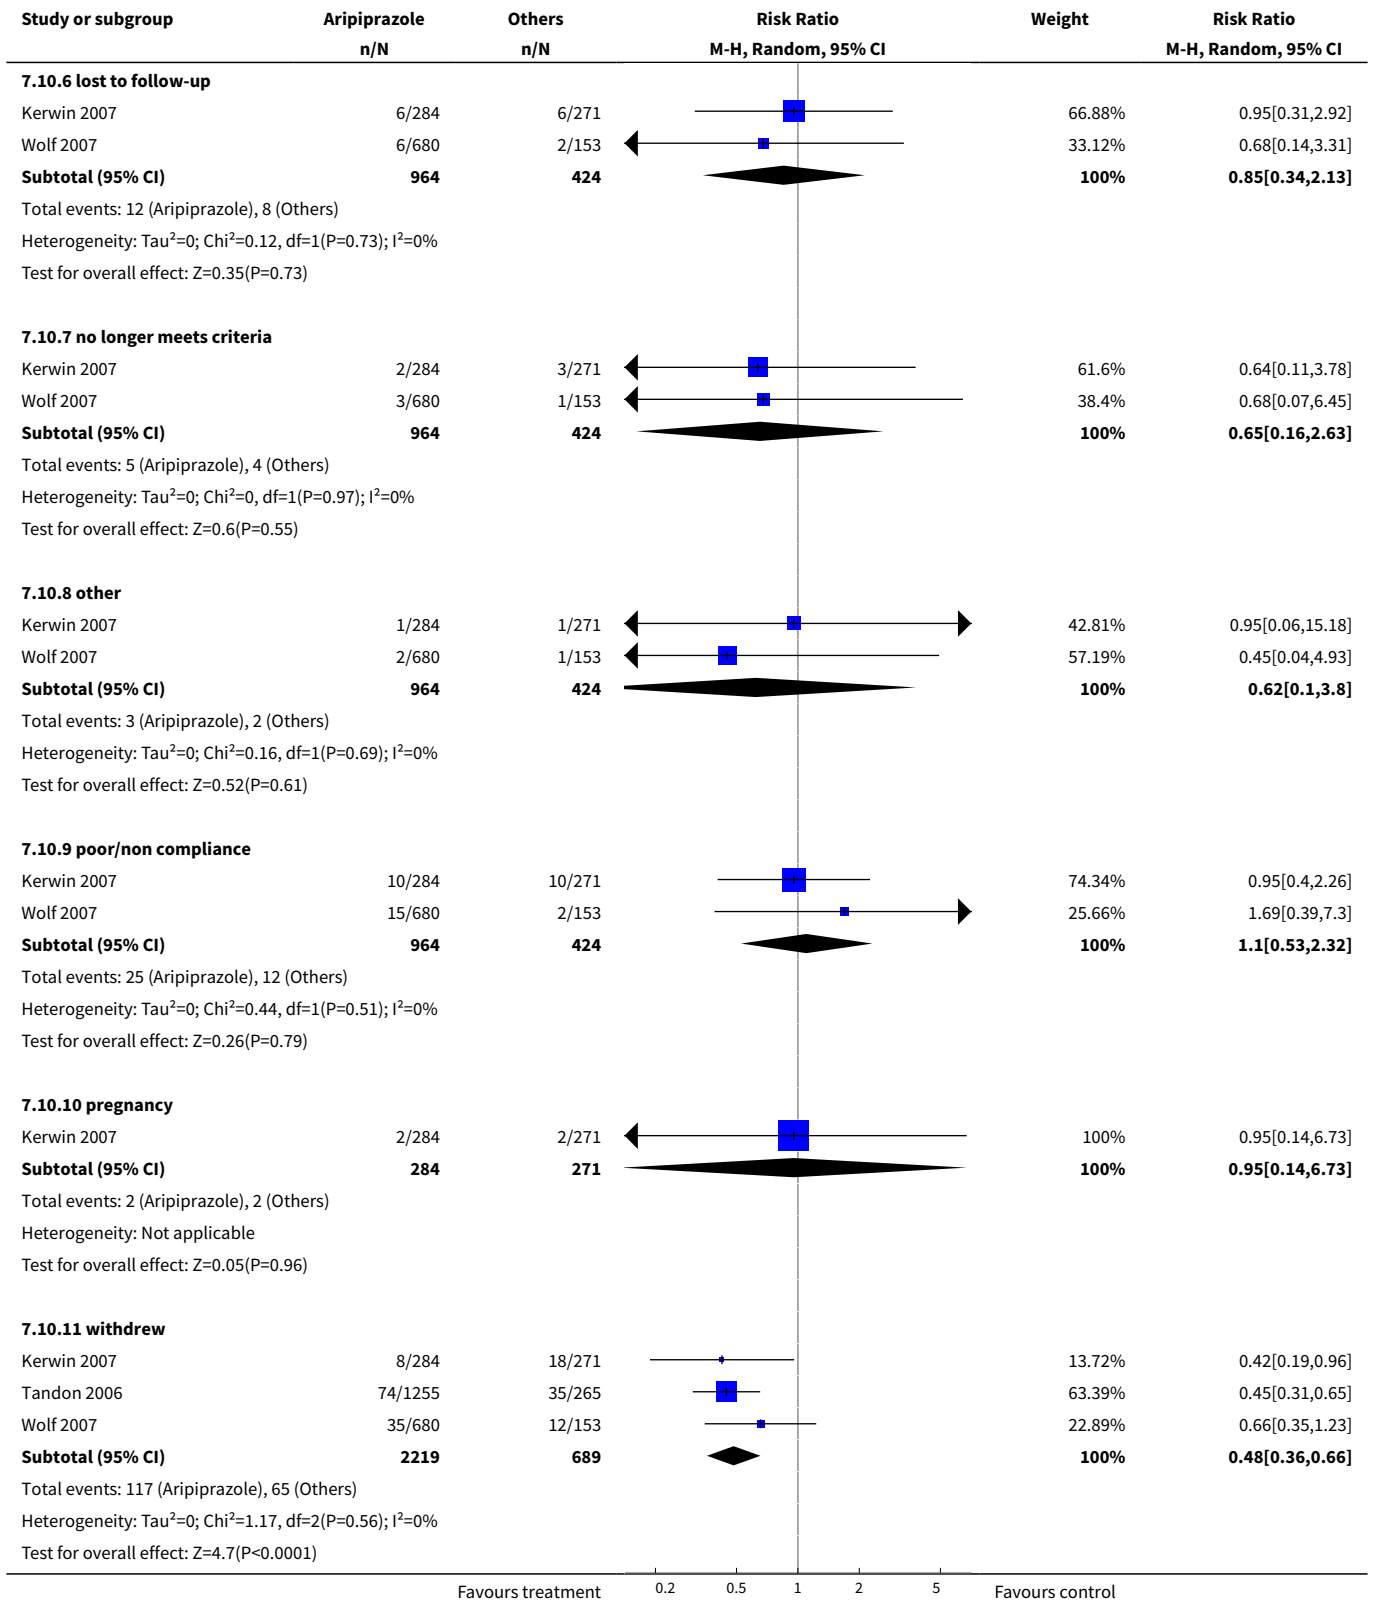 Study or subgroup Aripiprazole Others Risk Ratio Weight Risk Ratio
n/N n/N M-H, Random, 95% CI M-H, Random, 95% CI
7.10.6 lost to follow-up
Kerwin 2007 6/284 6/271 66.88% 0.95[0.31,2.92]
Wolf 2007 6/680 2/153 33.12% 0.68[0.14,3.31]
Subtotal (95% CI) 964 424 100% 0.85[0.34,2.13]
Total events: 12 (Aripiprazole), 8 (Others)
Heterogeneity: Tau²=0; Chi²=0.12, df=1(P=0.73); I²=0%
Test for overall effect: Z=0.35(P=0.73)
7.10.7 no longer meets criteria
Kerwin 2007 2/284 3/271 61.6% 0.64[0.11,3.78]
Wolf 2007 3/680 1/153 38.4% 0.68[0.07,6.45]
Subtotal (95% CI) 964 424 100% 0.65[0.16,2.63]
Total events: 5 (Aripiprazole), 4 (Others)
Heterogeneity: Tau²=0; Chi²=0, df=1(P=0.97); I²=0%
Test for overall effect: Z=0.6(P=0.55)
7.10.8 other
Kerwin 2007 1/284 1/271 42.81% 0.95[0.06,15.18]
Wolf 2007 2/680 1/153 57.19% 0.45[0.04,4.93]
Subtotal (95% CI) 964 424 100% 0.62[0.1,3.8]
Total events: 3 (Aripiprazole), 2 (Others)
Heterogeneity: Tau²=0; Chi²=0.16, df=1(P=0.69); I²=0%
Test for overall effect: Z=0.52(P=0.61)
7.10.9 poor/non compliance
Kerwin 2007 10/284 10/271 74.34% 0.95[0.4,2.26]
Wolf 2007 15/680 2/153 25.66% 1.69[0.39,7.3]
Subtotal (95% CI) 964 424 100% 1.1[0.53,2.32]
Total events: 25 (Aripiprazole), 12 (Others)
Heterogeneity: Tau²=0; Chi²=0.44, df=1(P=0.51); I²=0%
Test for overall effect: Z=0.26(P=0.79)
7.10.10 pregnancy
Kerwin 2007 2/284 2/271 100% 0.95[0.14,6.73]
Subtotal (95% CI) 284 271 100% 0.95[0.14,6.73]
Total events: 2 (Aripiprazole), 2 (Others)
Heterogeneity: Not applicable
Test for overall effect: Z=0.05(P=0.96)
7.10.11 withdrew
Kerwin 2007 8/284 18/271 13.72% 0.42[0.19,0.96]
Tandon 2006 74/1255 35/265 63.39% 0.45[0.31,0.65]
Wolf 2007 35/680 12/153 22.89% 0.66[0.35,1.23]
Subtotal (95% CI) 2219 689 100% 0.48[0.36,0.66]
Total events: 117 (Aripiprazole), 65 (Others)
Heterogeneity: Tau²=0; Chi²=1.17, df=2(P=0.56); I²=0%
Test for overall effect: Z=4.7(P<0.0001)
Favours treatment 0.2 0.5 1 2 5 Favours control